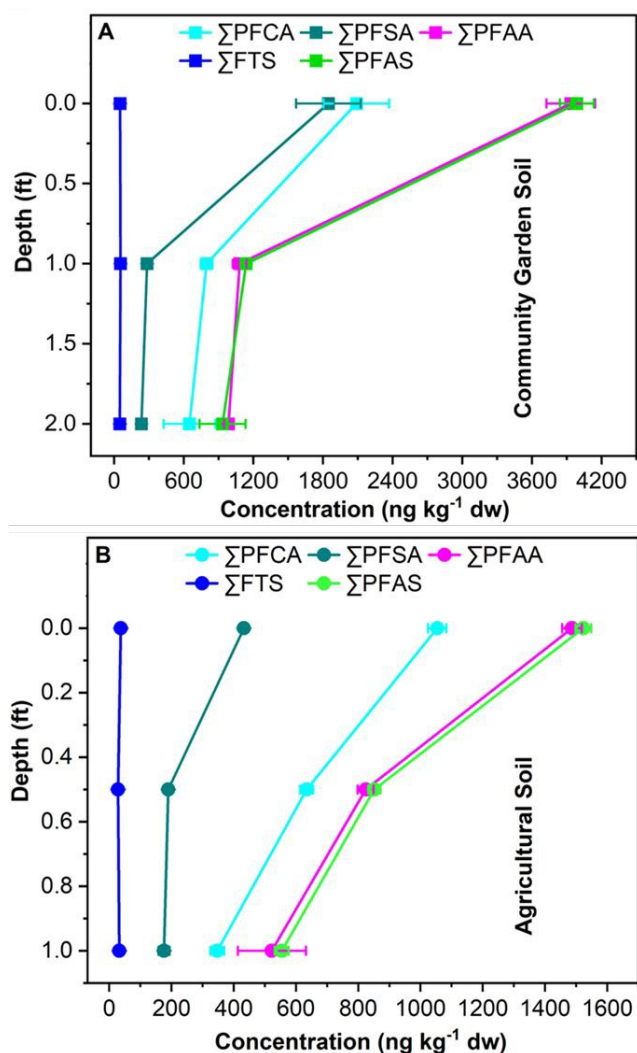 A
∑PFCA ∑PFSA ∑PFAA
∑FTS ∑PFAS
0.0
0.5
1.0
1.5
2.0
Depth (ft)
Community Garden Soil
0 600 1200 1800 2400 3000 3600 4200
Concentration (ng kg⁻¹ dw)
B
∑PFCA ∑PFSA ∑PFAA
∑FTS ∑PFAS
0.0
0.2
0.4
0.6
0.8
1.0
Depth (ft)
Agricultural Soil
0 200 400 600 800 1000 1200 1400 1600
Concentration (ng kg⁻¹ dw)